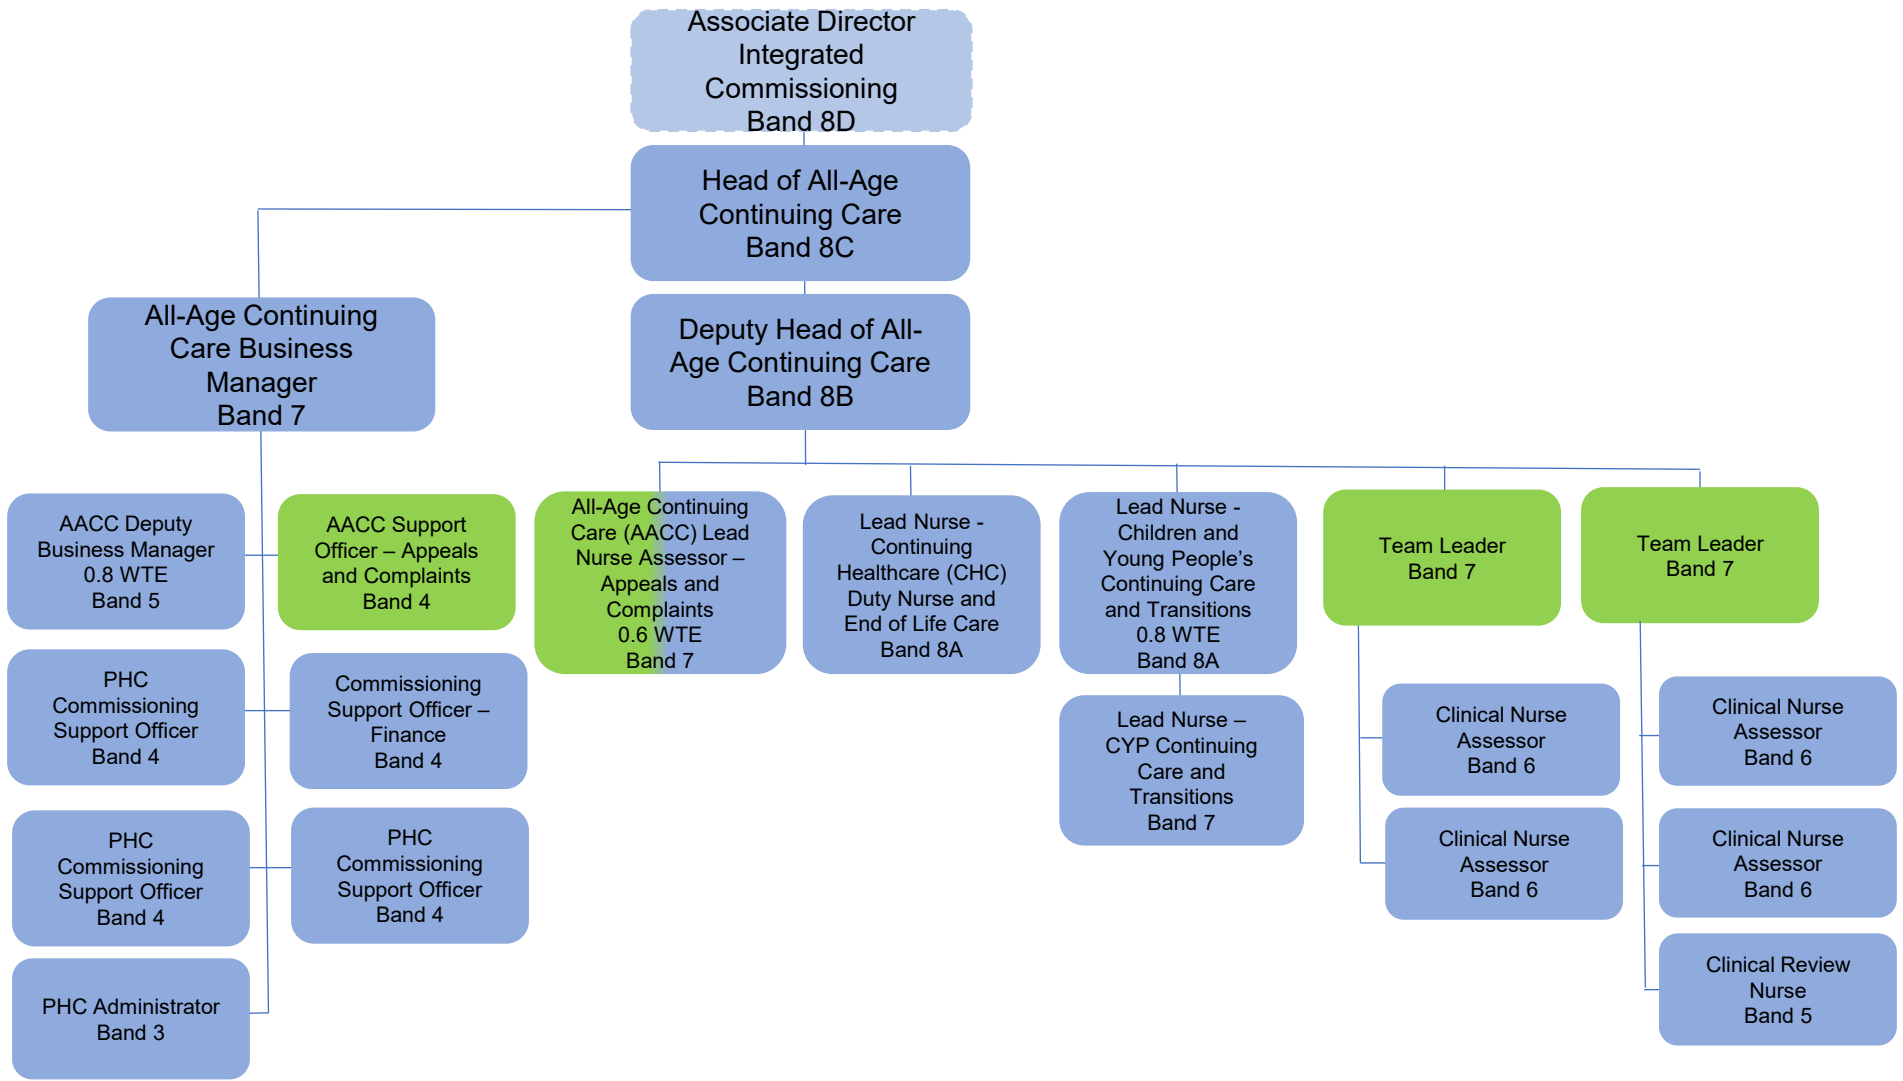 Associate Director
Integrated
Commissioning
Band 8D
Head of All-Age
Continuing Care
Band 8C
All-Age Continuing
Care Business
Manager
Band 7
Deputy Head of All-
Age Continuing Care
Band 8B
AACC Deputy
Business Manager
0.8 WTE
Band 5
AACC Support
Officer – Appeals
and Complaints
Band 4
PHC
Commissioning
Support Officer
Band 4
Commissioning
Support Officer –
Finance
Band 4
PHC
Commissioning
Support Officer
Band 4
PHC
Commissioning
Support Officer
Band 4
PHC Administrator
Band 3
All-Age Continuing
Care (AACC) Lead
Nurse Assessor –
Appeals and
Complaints
0.6 WTE
Band 7
Lead Nurse -
Continuing
Healthcare (CHC)
Duty Nurse and
End of Life Care
Band 8A
Lead Nurse -
Children and
Young People’s
Continuing Care
and Transitions
0.8 WTE
Band 8A
Lead Nurse –
CYP Continuing
Care and
Transitions
Band 7
Team Leader
Band 7
Clinical Nurse
Assessor
Band 6
Clinical Nurse
Assessor
Band 6
Team Leader
Band 7
Clinical Nurse
Assessor
Band 6
Clinical Nurse
Assessor
Band 6
Clinical Review
Nurse
Band 5